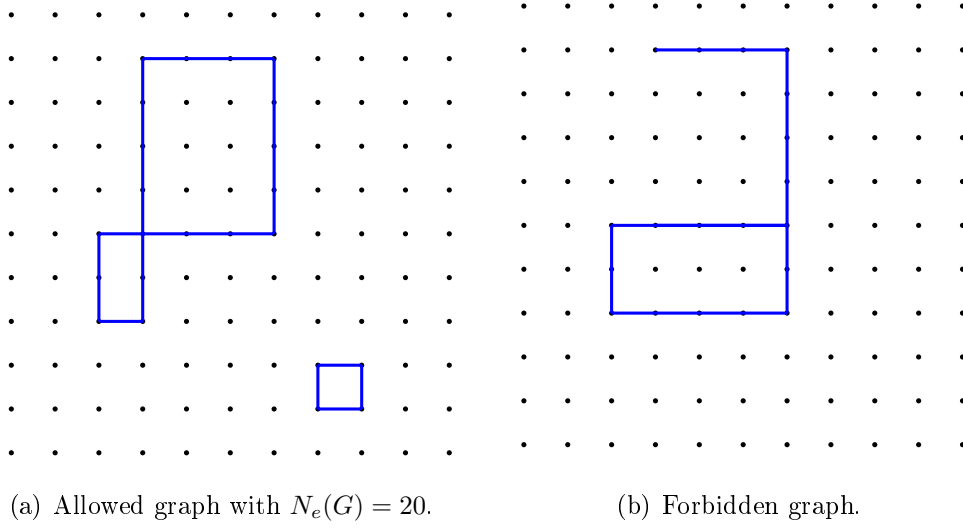 (a) Allowed graph with $N_e(G) = 20$.
(b) Forbidden graph.